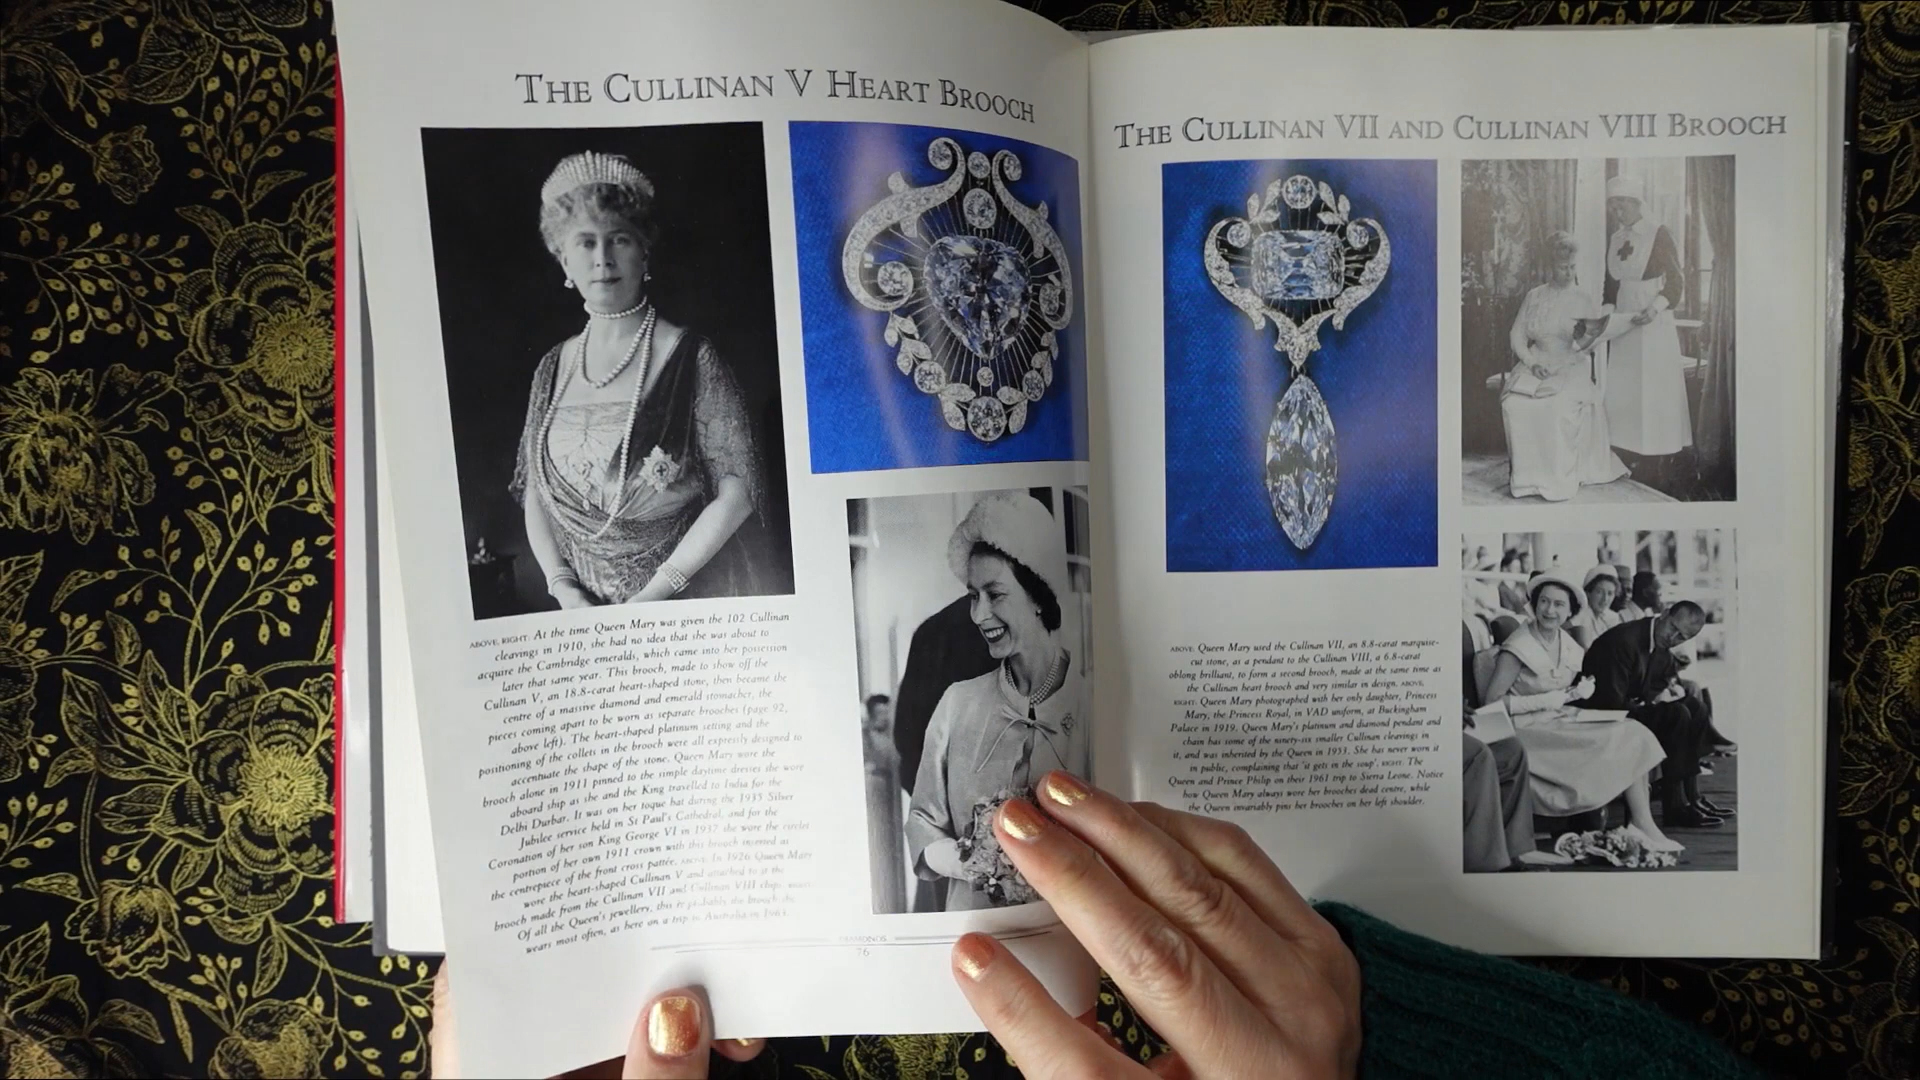 THE CULLINAN V HEART BROOCH
ABOVE, RIGHT: At the time Queen Mary was given the 102 Cullinan
cleavings in 1910, she had no idea that she was about to
acquire the Cambridge emeralds, which came into her possession
later that same year. This brooch, made to show off the
Cullinan V, an 18.8-carat heart-shaped stone, then became the
centre of a massive diamond and emerald stomacher, the
pieces coming apart to be worn as separate brooches (page 92,
above left). The heart-shaped platinum setting and the
positioning of the collets in the brooch were all expressly designed to
accentuate the shape of the stone. Queen Mary wore the
brooch alone in 1911 pinned to the simple daytime dresses she wore
aboard ship as she and the King travelled to India for the
Delhi Durbar. It was on her toque hat during the 1935 Silver
Jubilee service held in St Paul's Cathedral, and for the
Coronation of her son King George VI in 1937 she wore the circlet
portion of her own 1911 crown with this brooch inserted as
the centrepiece of the front cross pattée. ABOVE: In 1926 Queen Mary
wore the heart-shaped Cullinan V and attached to it the
brooch made from the Cullinan VII and Cullinan VIII chips. RIGHT:
Of all the Queen's jewellery, this is probably the brooch she
wears most often, as here on a trip to Australia in
DIAMONDS
76
THE CULLINAN VII AND CULLINAN VIII BROOCH
ABOVE: Queen Mary used the Cullinan VII, an 8.8-carat marquise-
cut stone, as a pendant to the Cullinan VIII, a 6.8-carat
oblong brilliant, to form a second brooch, made at the same time as
the Cullinan heart brooch and very similar in design. ABOVE,
RIGHT: Queen Mary photographed with her only daughter, Princess
Mary, the Princess Royal, in VAD uniform, at Buckingham
Palace in 1919. Queen Mary's platinum and diamond pendant and
chain has some of the ninety-six smaller Cullinan cleavings in
it, and was inherited by the Queen in 1953. She has never worn it
in public, complaining that 'it gets in the soup'. RIGHT: The
Queen and Prince Philip on their 1961 trip to Sierra Leone. Notice
how Queen Mary always wore her brooches dead centre, while
the Queen invariably pins her brooches on her left shoulder.